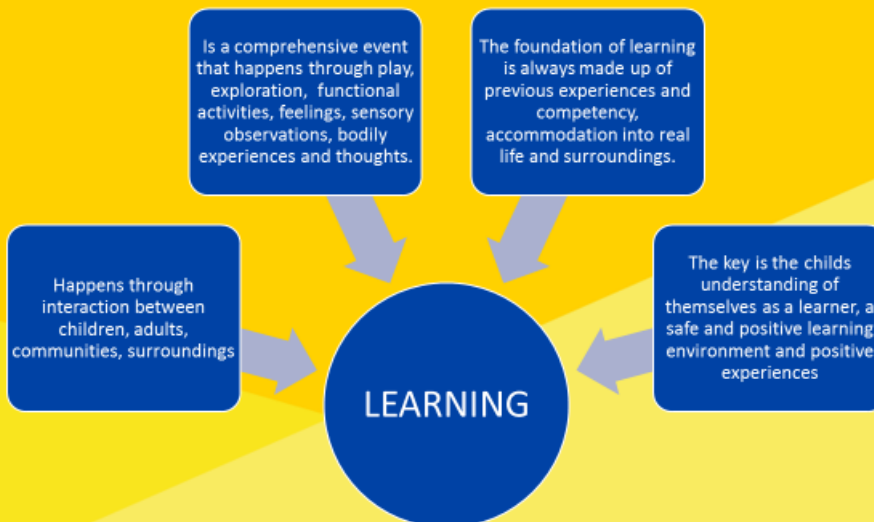 Is a comprehensive event
that happens through play,
exploration, functional
activities, feelings, sensory
observations, bodily
experiences and thoughts.
The foundation of learning
is always made up of
previous experiences and
competency,
accommodation into real
life and surroundings.
Happens through
interaction between
children, adults,
communities, surroundings
The key is the childs
understanding of
themselves as a learner, a
safe and positive learning
environment and positive
experiences
LEARNING